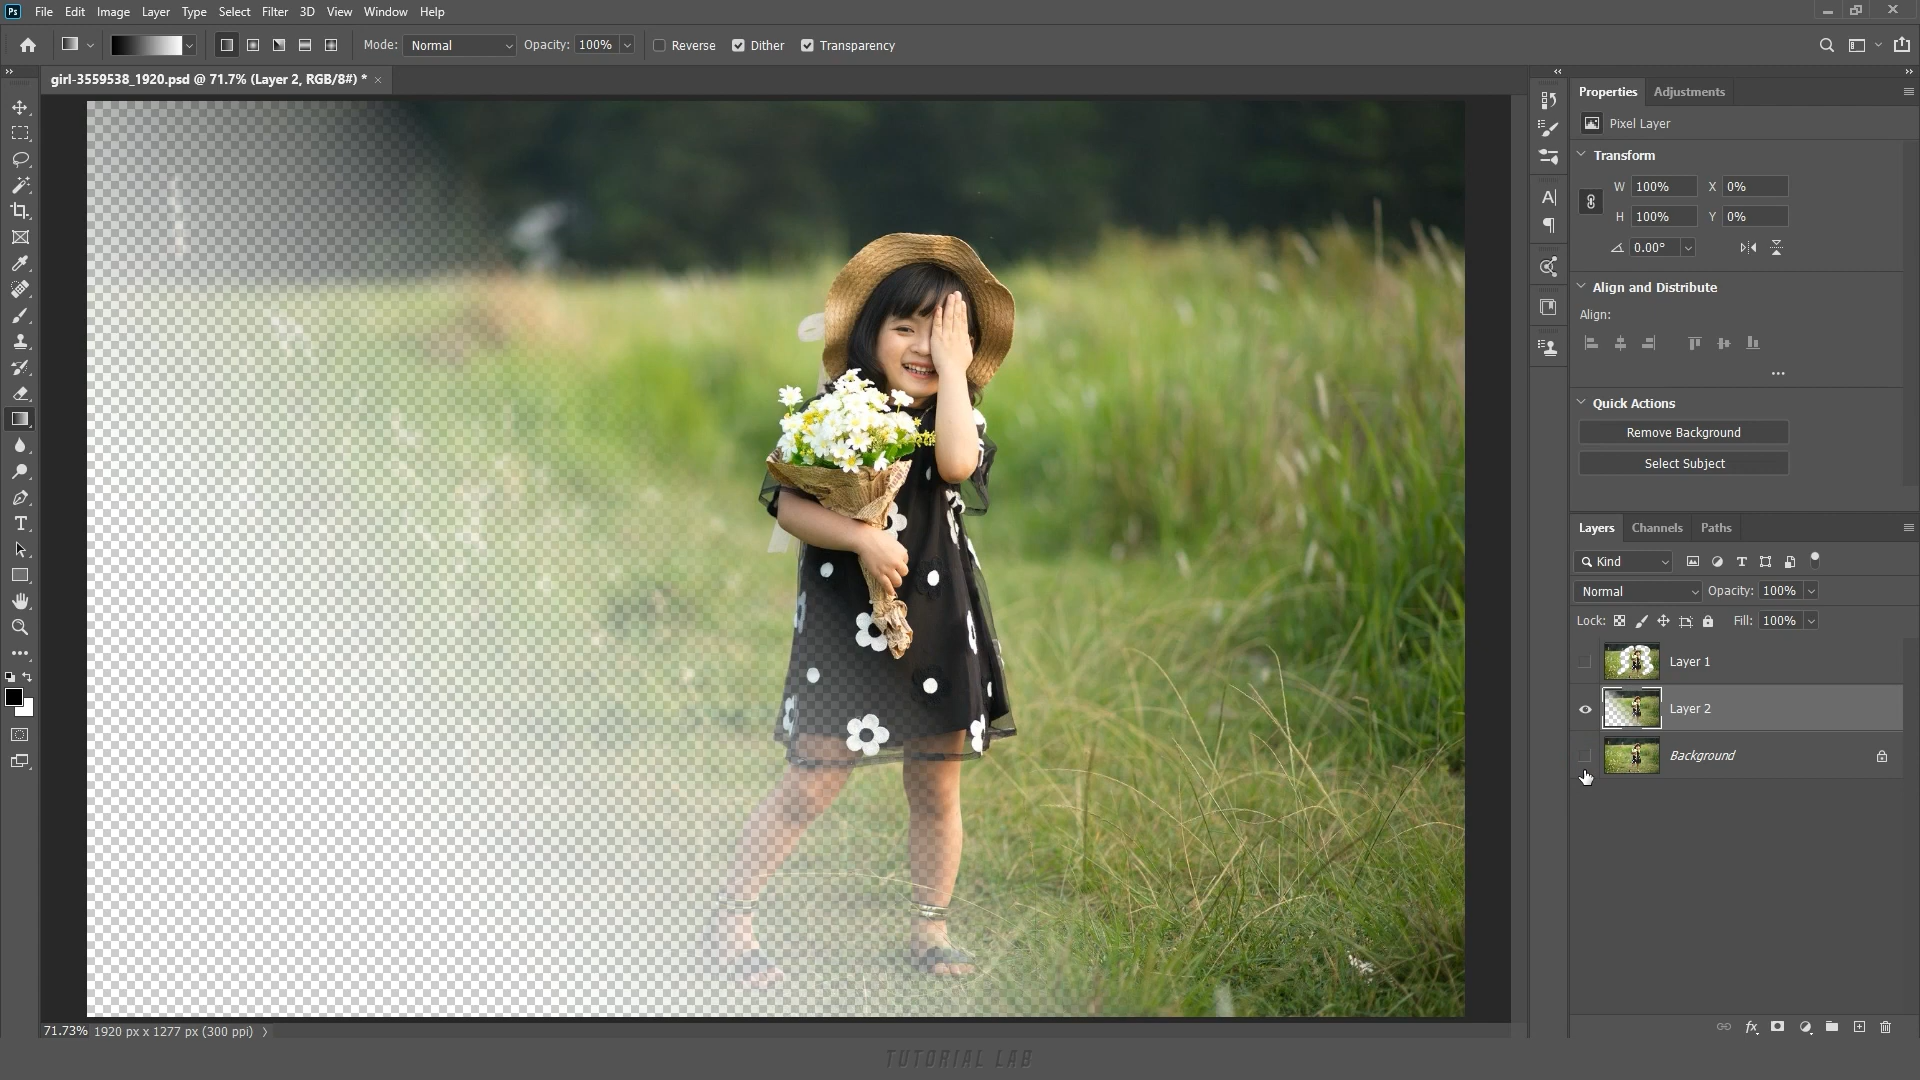 Ps File Edit Image Layer Type Select Filter 3D View Window Help
Mode: Normal Opacity: 100% Reverse Dither Transparency
girl-3559538_1920.psd @ 71.7% (Layer 2, RGB/8#) * ×
Properties Adjustments
Pixel Layer
Transform
W 100% X 0%
H 100% Y 0%
0.00°
Align and Distribute
Align:
Quick Actions
Remove Background
Select Subject
Layers Channels Paths
Kind
Normal Opacity: 100%
Lock: Fill: 100%
Layer 1
Layer 2
Background
71.73% 1920 px x 1277 px (300 ppi)
TUTORIAL LAB